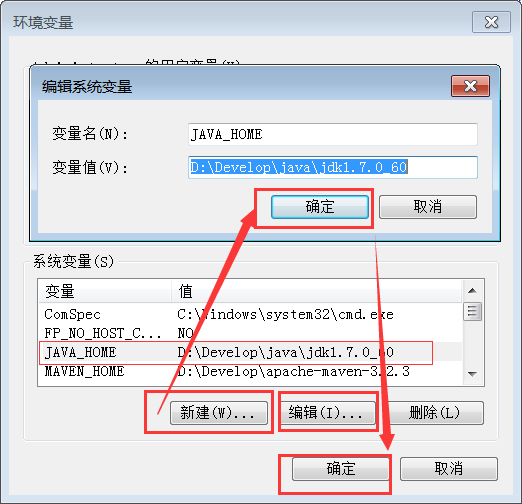 环境变量
的用户变量(U)
编辑系统变量
变量名(N):
JAVA_HOME
变量值(V):
D:\Develop\java\jdk1.7.0_60
确定
取消
系统变量(S)
变量 值
ComSpec C:\Windows\system32\cmd.exe
FP_NO_HOST_C... NO
JAVA_HOME D:\Develop\java\jdk1.7.0_60
MAVEN_HOME D:\Develop\apache-maven-3.2.3
新建(W)... 编辑(I)... 删除(L)
确定 取消